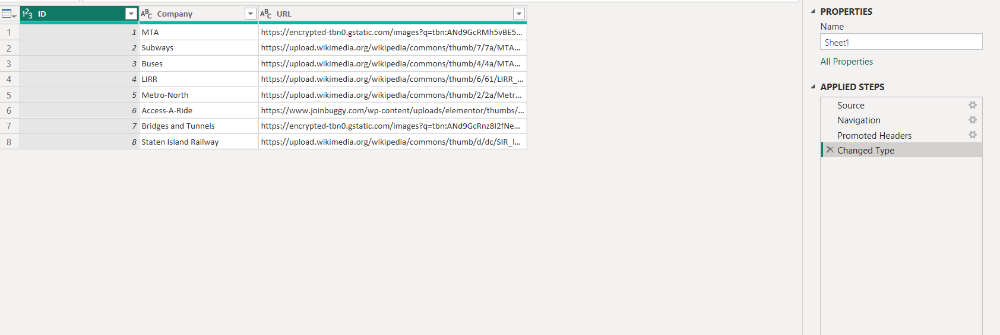 123 ID ABC Company ABC URL
1 1 MTA https://encrypted-tbn0.gstatic.com/images?q=tbn:ANd9GcRMh5vBE5...
2 2 Subways https://upload.wikimedia.org/wikipedia/commons/thumb/7/7a/MTA...
3 3 Buses https://upload.wikimedia.org/wikipedia/commons/thumb/4/4a/MTA...
4 4 LIRR https://upload.wikimedia.org/wikipedia/commons/thumb/6/61/LIRR_...
5 5 Metro-North https://upload.wikimedia.org/wikipedia/commons/thumb/2/2a/Metr...
6 6 Access-A-Ride https://www.joinbuggy.com/wp-content/uploads/elementor/thumbs/...
7 7 Bridges and Tunnels https://encrypted-tbn0.gstatic.com/images?q=tbn:ANd9GcRnz8I2fNe...
8 8 Staten Island Railway https://upload.wikimedia.org/wikipedia/commons/thumb/d/dc/SIR_l...
PROPERTIES
Name
Sheet1
All Properties
APPLIED STEPS
Source
Navigation
Promoted Headers
Changed Type